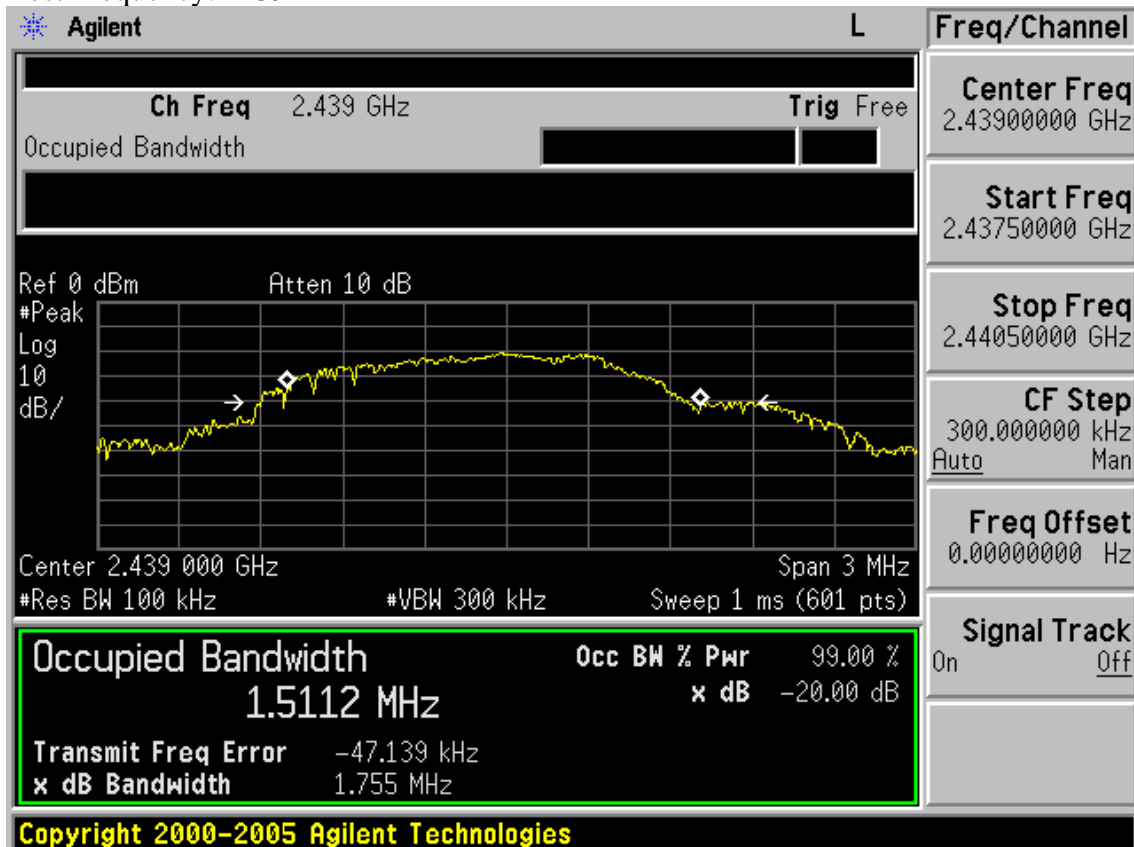 Agilent L
Freq/Channel
Ch Freq 2.439 GHz Trig Free
Occupied Bandwidth
Center Freq
2.43900000 GHz
Start Freq
2.43750000 GHz
Stop Freq
2.44050000 GHz
CF Step
300.000000 kHz
Auto Man
Freq Offset
0.00000000 Hz
Signal Track
On Off
Ref 0 dBm Atten 10 dB
#Peak
Log
10
dB/
Center 2.439 000 GHz Span 3 MHz
#Res BW 100 kHz #VBW 300 kHz Sweep 1 ms (601 pts)
Occupied Bandwidth
1.5112 MHz
Occ BW % Pwr 99.00 %
x dB -20.00 dB
Transmit Freq Error -47.139 kHz
x dB Bandwidth 1.755 MHz
Copyright 2000-2005 Agilent Technologies